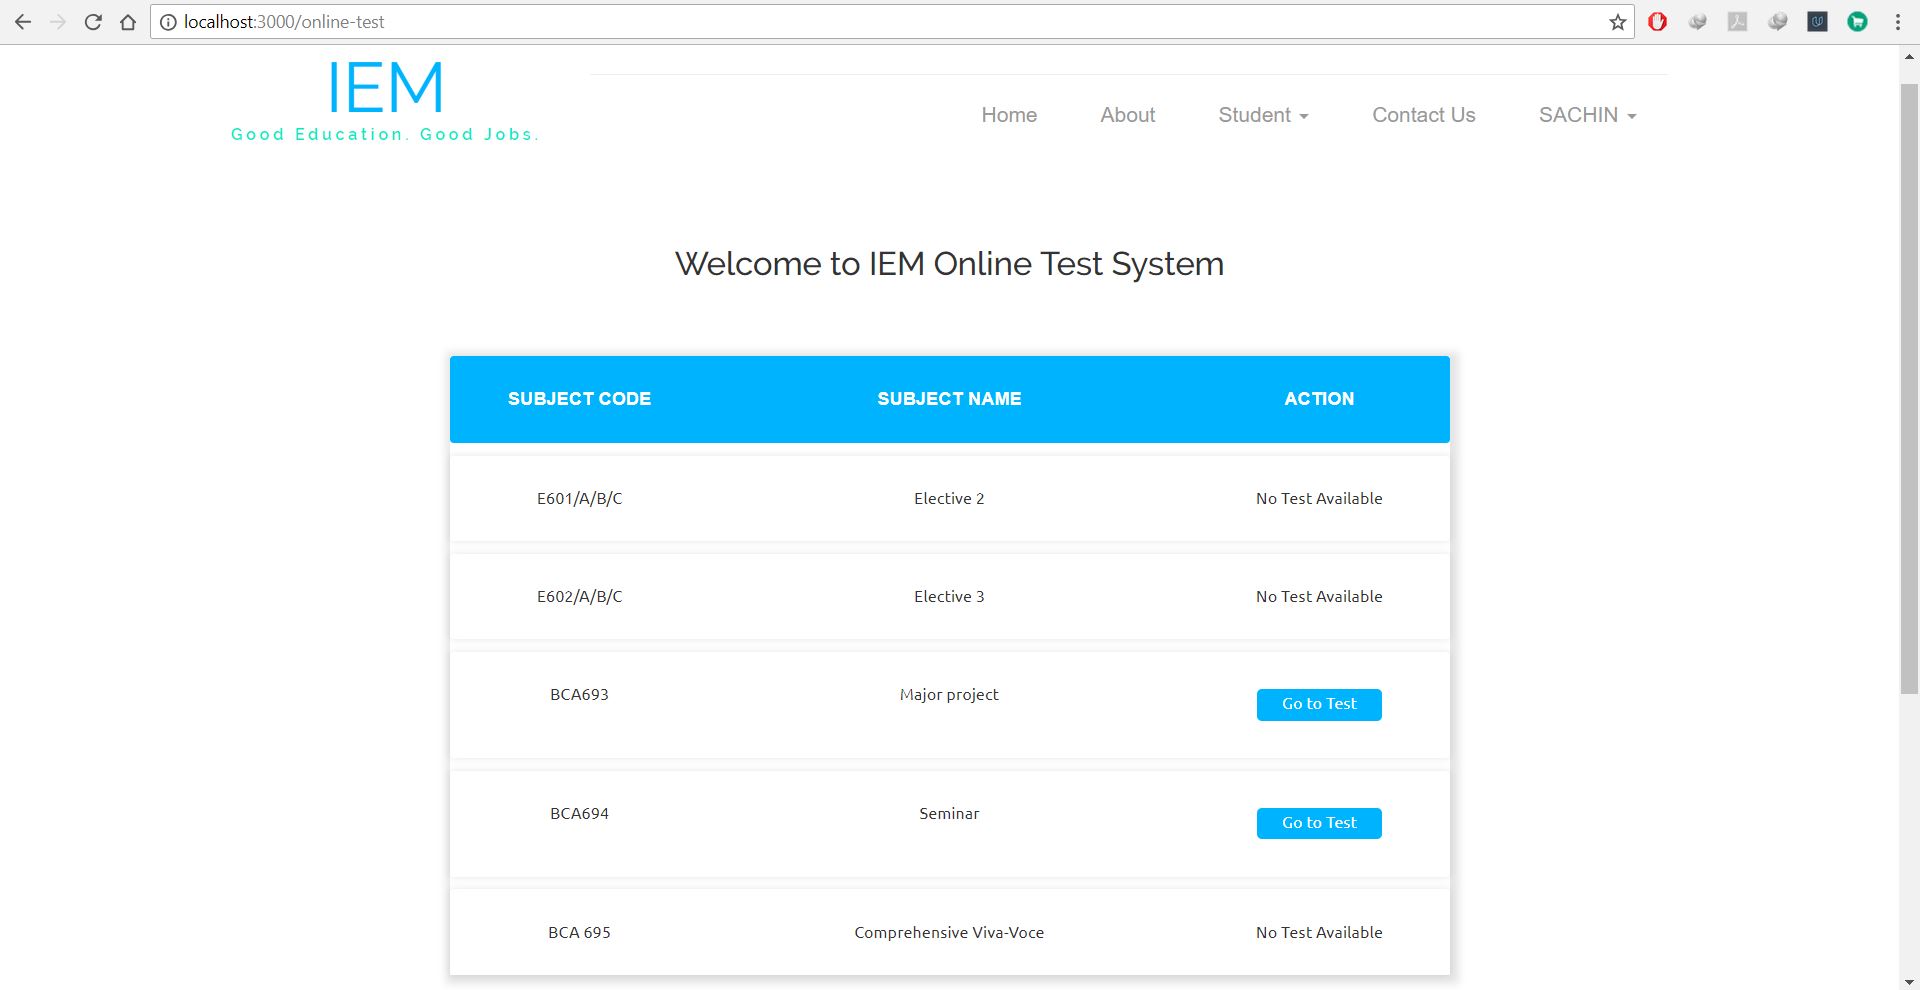 localhost:3000/online-test
IEM
Good Education. Good Jobs.
Home About Student Contact Us SACHIN
Welcome to IEM Online Test System
SUBJECT CODE SUBJECT NAME ACTION
E601/A/B/C Elective 2 No Test Available
E602/A/B/C Elective 3 No Test Available
BCA693 Major project Go to Test
BCA694 Seminar Go to Test
BCA 695 Comprehensive Viva-Voce No Test Available